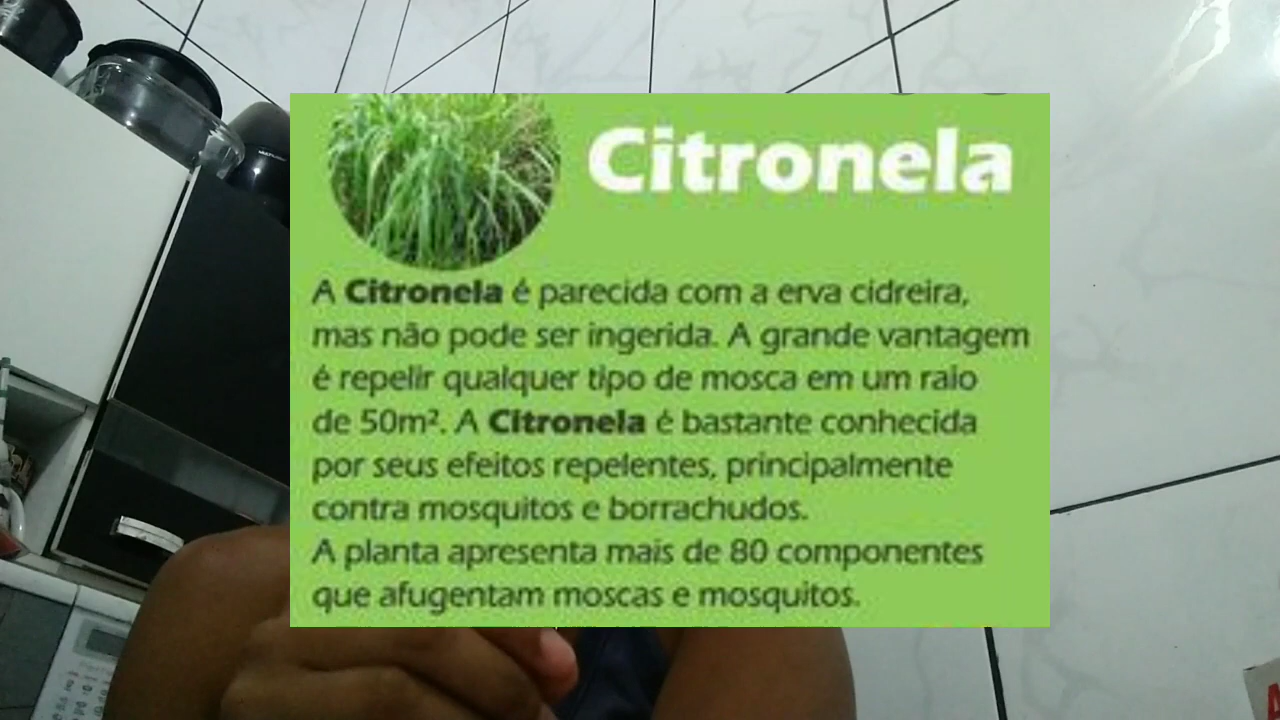 Citronela
A Citronela é parecida com a erva cidreira,
mas não pode ser ingerida. A grande vantagem
é repelir qualquer tipo de mosca em um raio
de 50m². A Citronela é bastante conhecida
por seus efeitos repelentes, principalmente
contra mosquitos e borrachudos.
A planta apresenta mais de 80 componentes
que afugentam moscas e mosquitos.